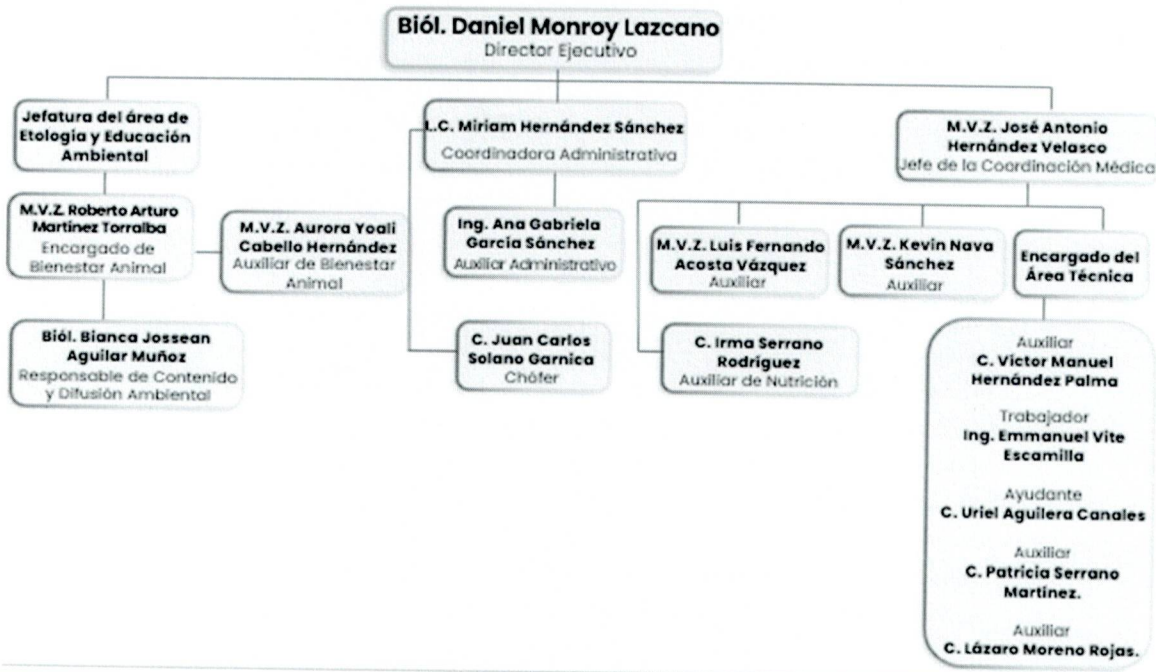 Biól. Daniel Monroy Lazcano
Director Ejecutivo
Jefatura del área de
Etología y Educación
Ambiental
M.V.Z. Roberto Arturo
Martínez Torralba
Encargado de
Bienestar Animal
M.V.Z. Aurora Yoali
Cabello Hernández
Auxiliar de Bienestar
Animal
Biól. Bianca Jossean
Aguilar Muñoz
Responsable de Contenido
y Difusión Ambiental
L.C. Miriam Hernández Sánchez
Coordinadora Administrativa
Ing. Ana Gabriela
García Sánchez
Auxiliar Administrativo
C. Juan Carlos
Solano Garnica
Chófer
M.V.Z. José Antonio
Hernández Velasco
Jefe de la Coordinación Médica
M.V.Z. Luis Fernando
Acosta Vázquez
Auxiliar
M.V.Z. Kevin Nava
Sánchez
Auxiliar
Encargado del
Área Técnica
C. Irma Serrano
Rodríguez
Auxiliar de Nutrición
Auxiliar
C. Víctor Manuel
Hernández Palma
Trabajador
Ing. Emmanuel Vite
Escamilla
Ayudante
C. Uriel Aguilera Canales
Auxiliar
C. Patricia Serrano
Martínez.
Auxiliar
C. Lázaro Moreno Rojas.